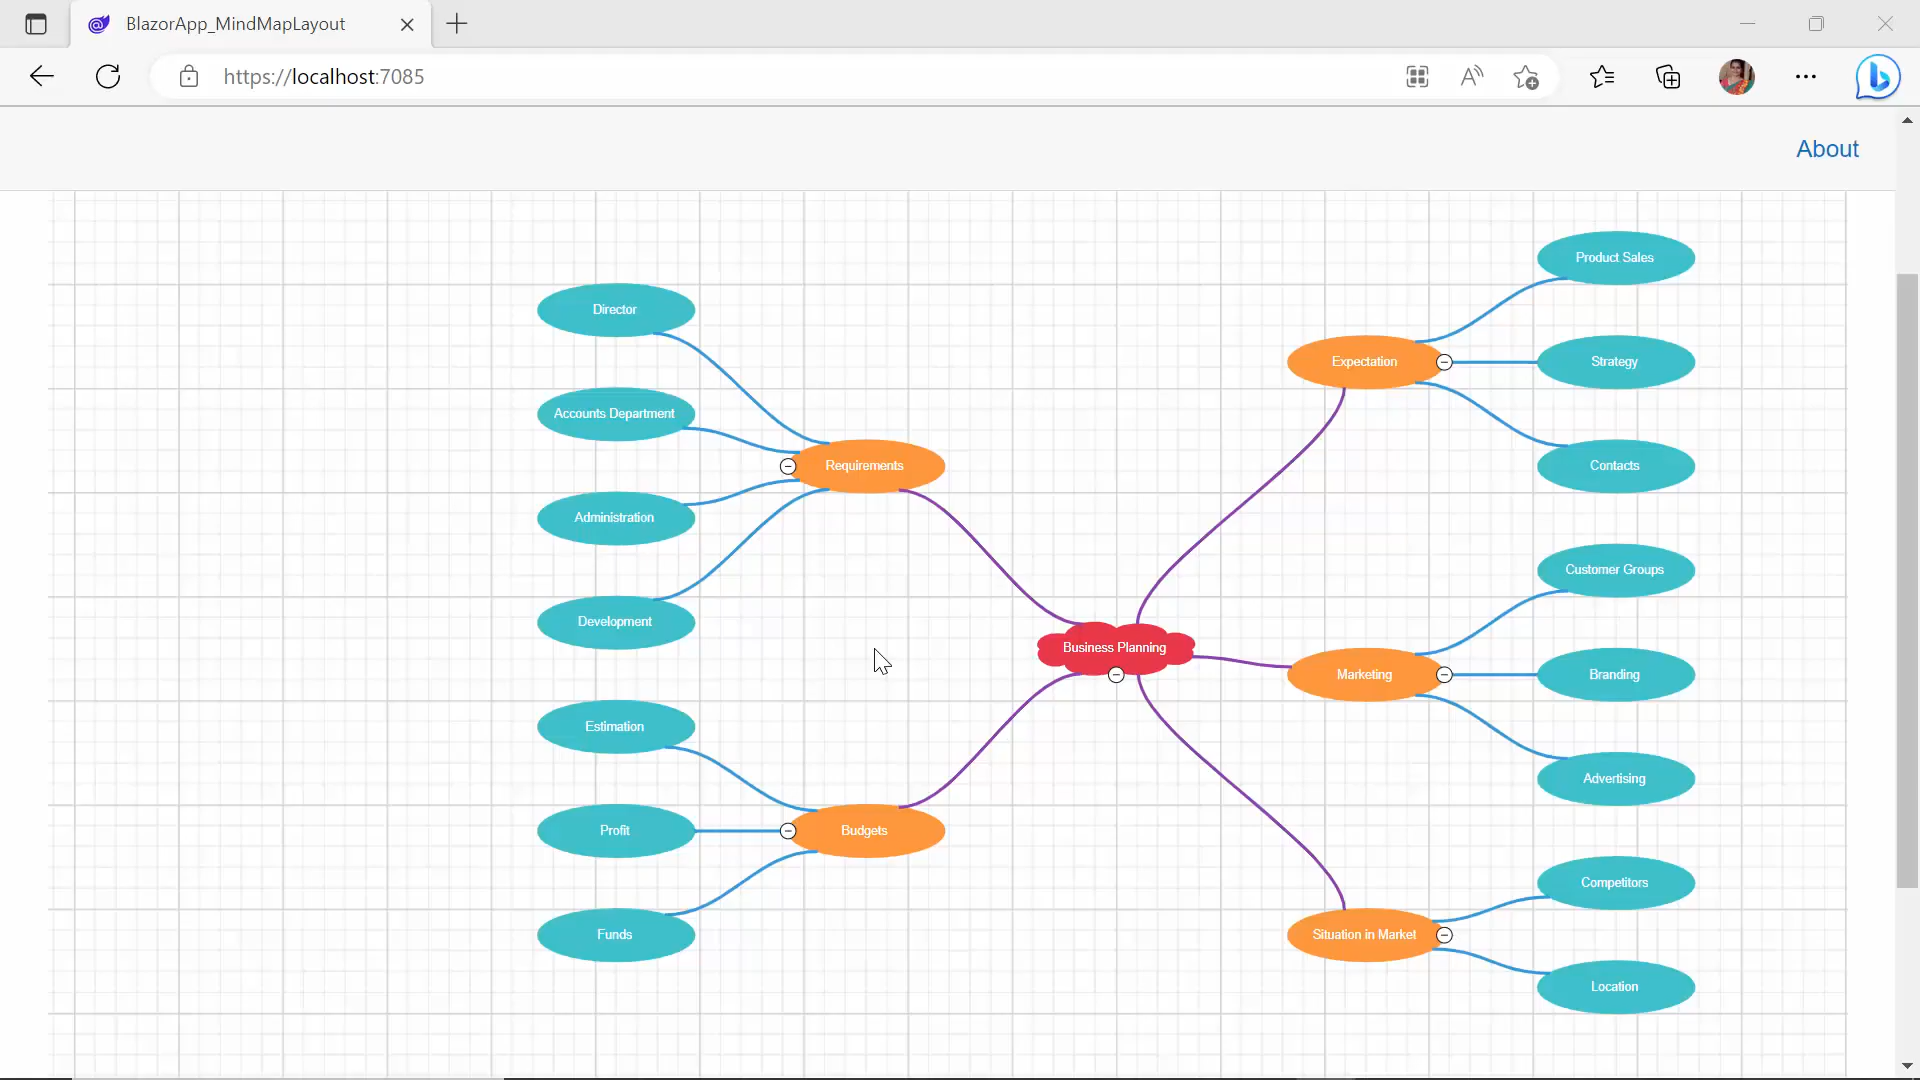 BlazorApp_MindMapLayout
https://localhost:7085
About
Director
Accounts Department
Administration
Development
Requirements
Estimation
Profit
Funds
Budgets
Business Planning
Expectation
Product Sales
Strategy
Contacts
Marketing
Customer Groups
Branding
Advertising
Situation in Market
Competitors
Location